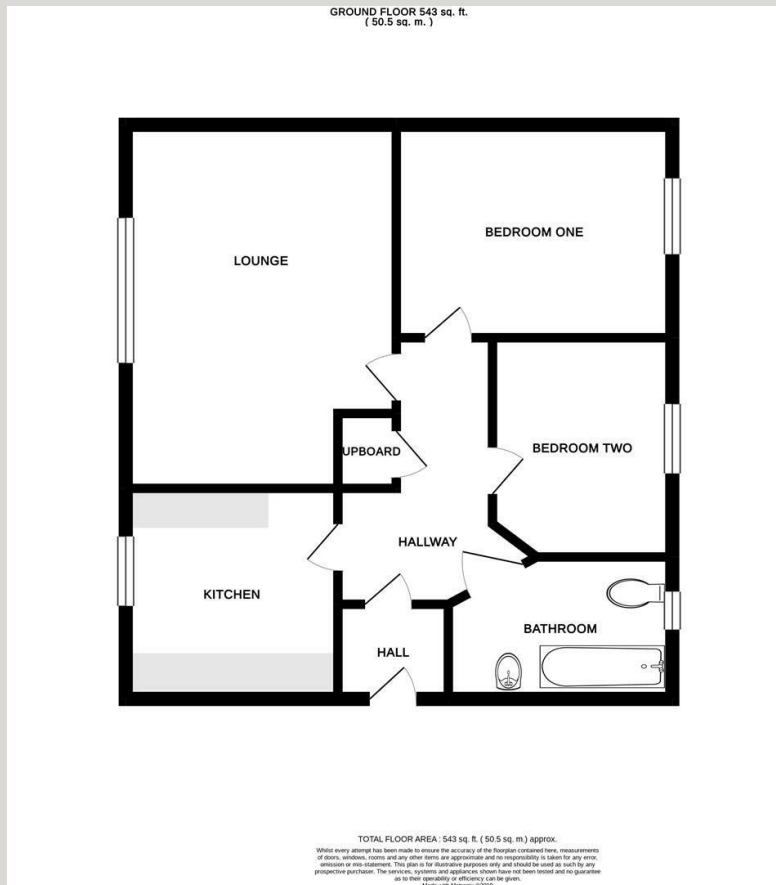 GROUND FLOOR 543 sq. ft.
( 50.5 sq. m. )
BEDROOM ONE
LOUNGE
UPBOARD
BEDROOM TWO
HALLWAY
KITCHEN
BATHROOM
HALL
TOTAL FLOOR AREA : 543 sq. ft. ( 50.5 sq. m.) approx.
Whilst every attempt has been made to ensure the accuracy of the floorplan contained here, measurements
of doors, windows, rooms and any other items are approximate and no responsibility is taken for any error,
omission or mis-statement. This plan is for illustrative purposes only and should be used as such by any
prospective purchaser. The services, systems and appliances shown have not been tested and no guarantee
as to their operability or efficiency can be given.